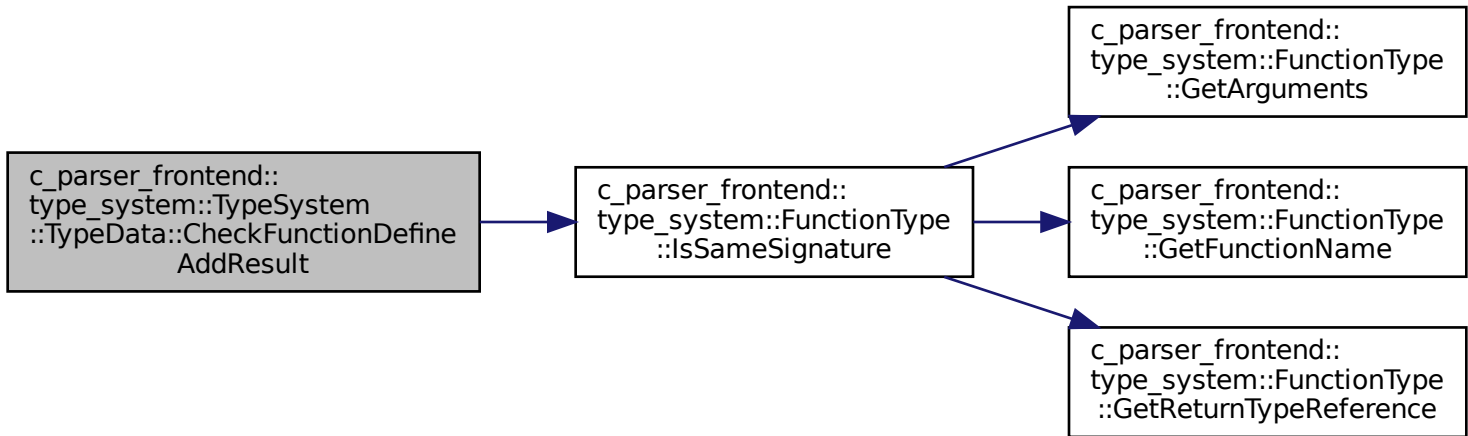 c_parser_frontend::
type_system::TypeSystem
::TypeData::CheckFunctionDefine
AddResult
c_parser_frontend::
type_system::FunctionType
::IsSameSignature
c_parser_frontend::
type_system::FunctionType
::GetArguments
c_parser_frontend::
type_system::FunctionType
::GetFunctionName
c_parser_frontend::
type_system::FunctionType
::GetReturnTypeReference